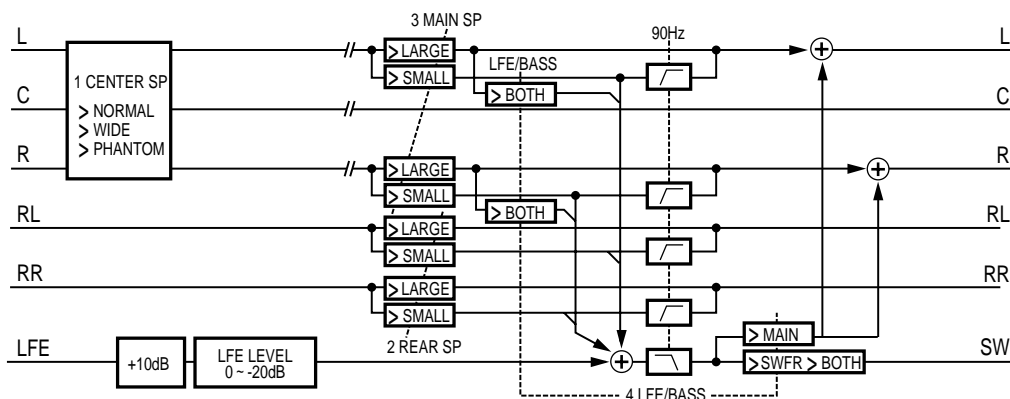 3 MAIN SP
L
>LARGE
90Hz
L
1 CENTER SP
>SMALL
LFE/BASS
C
>NORMAL
>BOTH
C
>WIDE
R
>PHANTOM
>LARGE
R
>SMALL
>BOTH
RL
>LARGE
RL
>SMALL
RR
>LARGE
RR
>SMALL
2 REAR SP
>MAIN
LFE
+10dB
LFE LEVEL
0 ~ -20dB
>SWFR >BOTH
SW
4 LFE/BASS